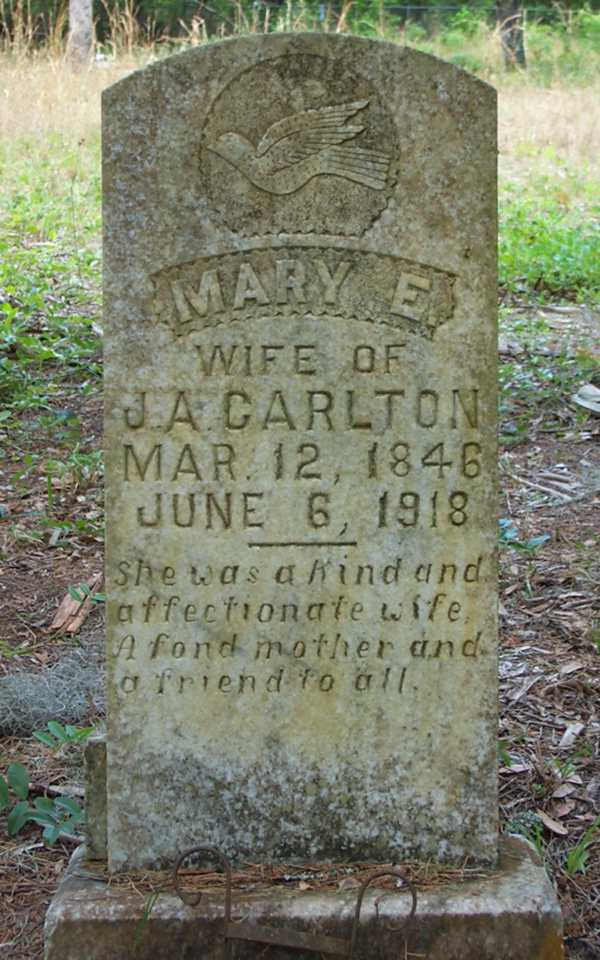 MARY E.
WIFE OF
J.A. CARLTON
MAR. 12, 1846
JUNE 6, 1918
She was a kind and
affectionate wife,
A fond mother and
a friend to all.